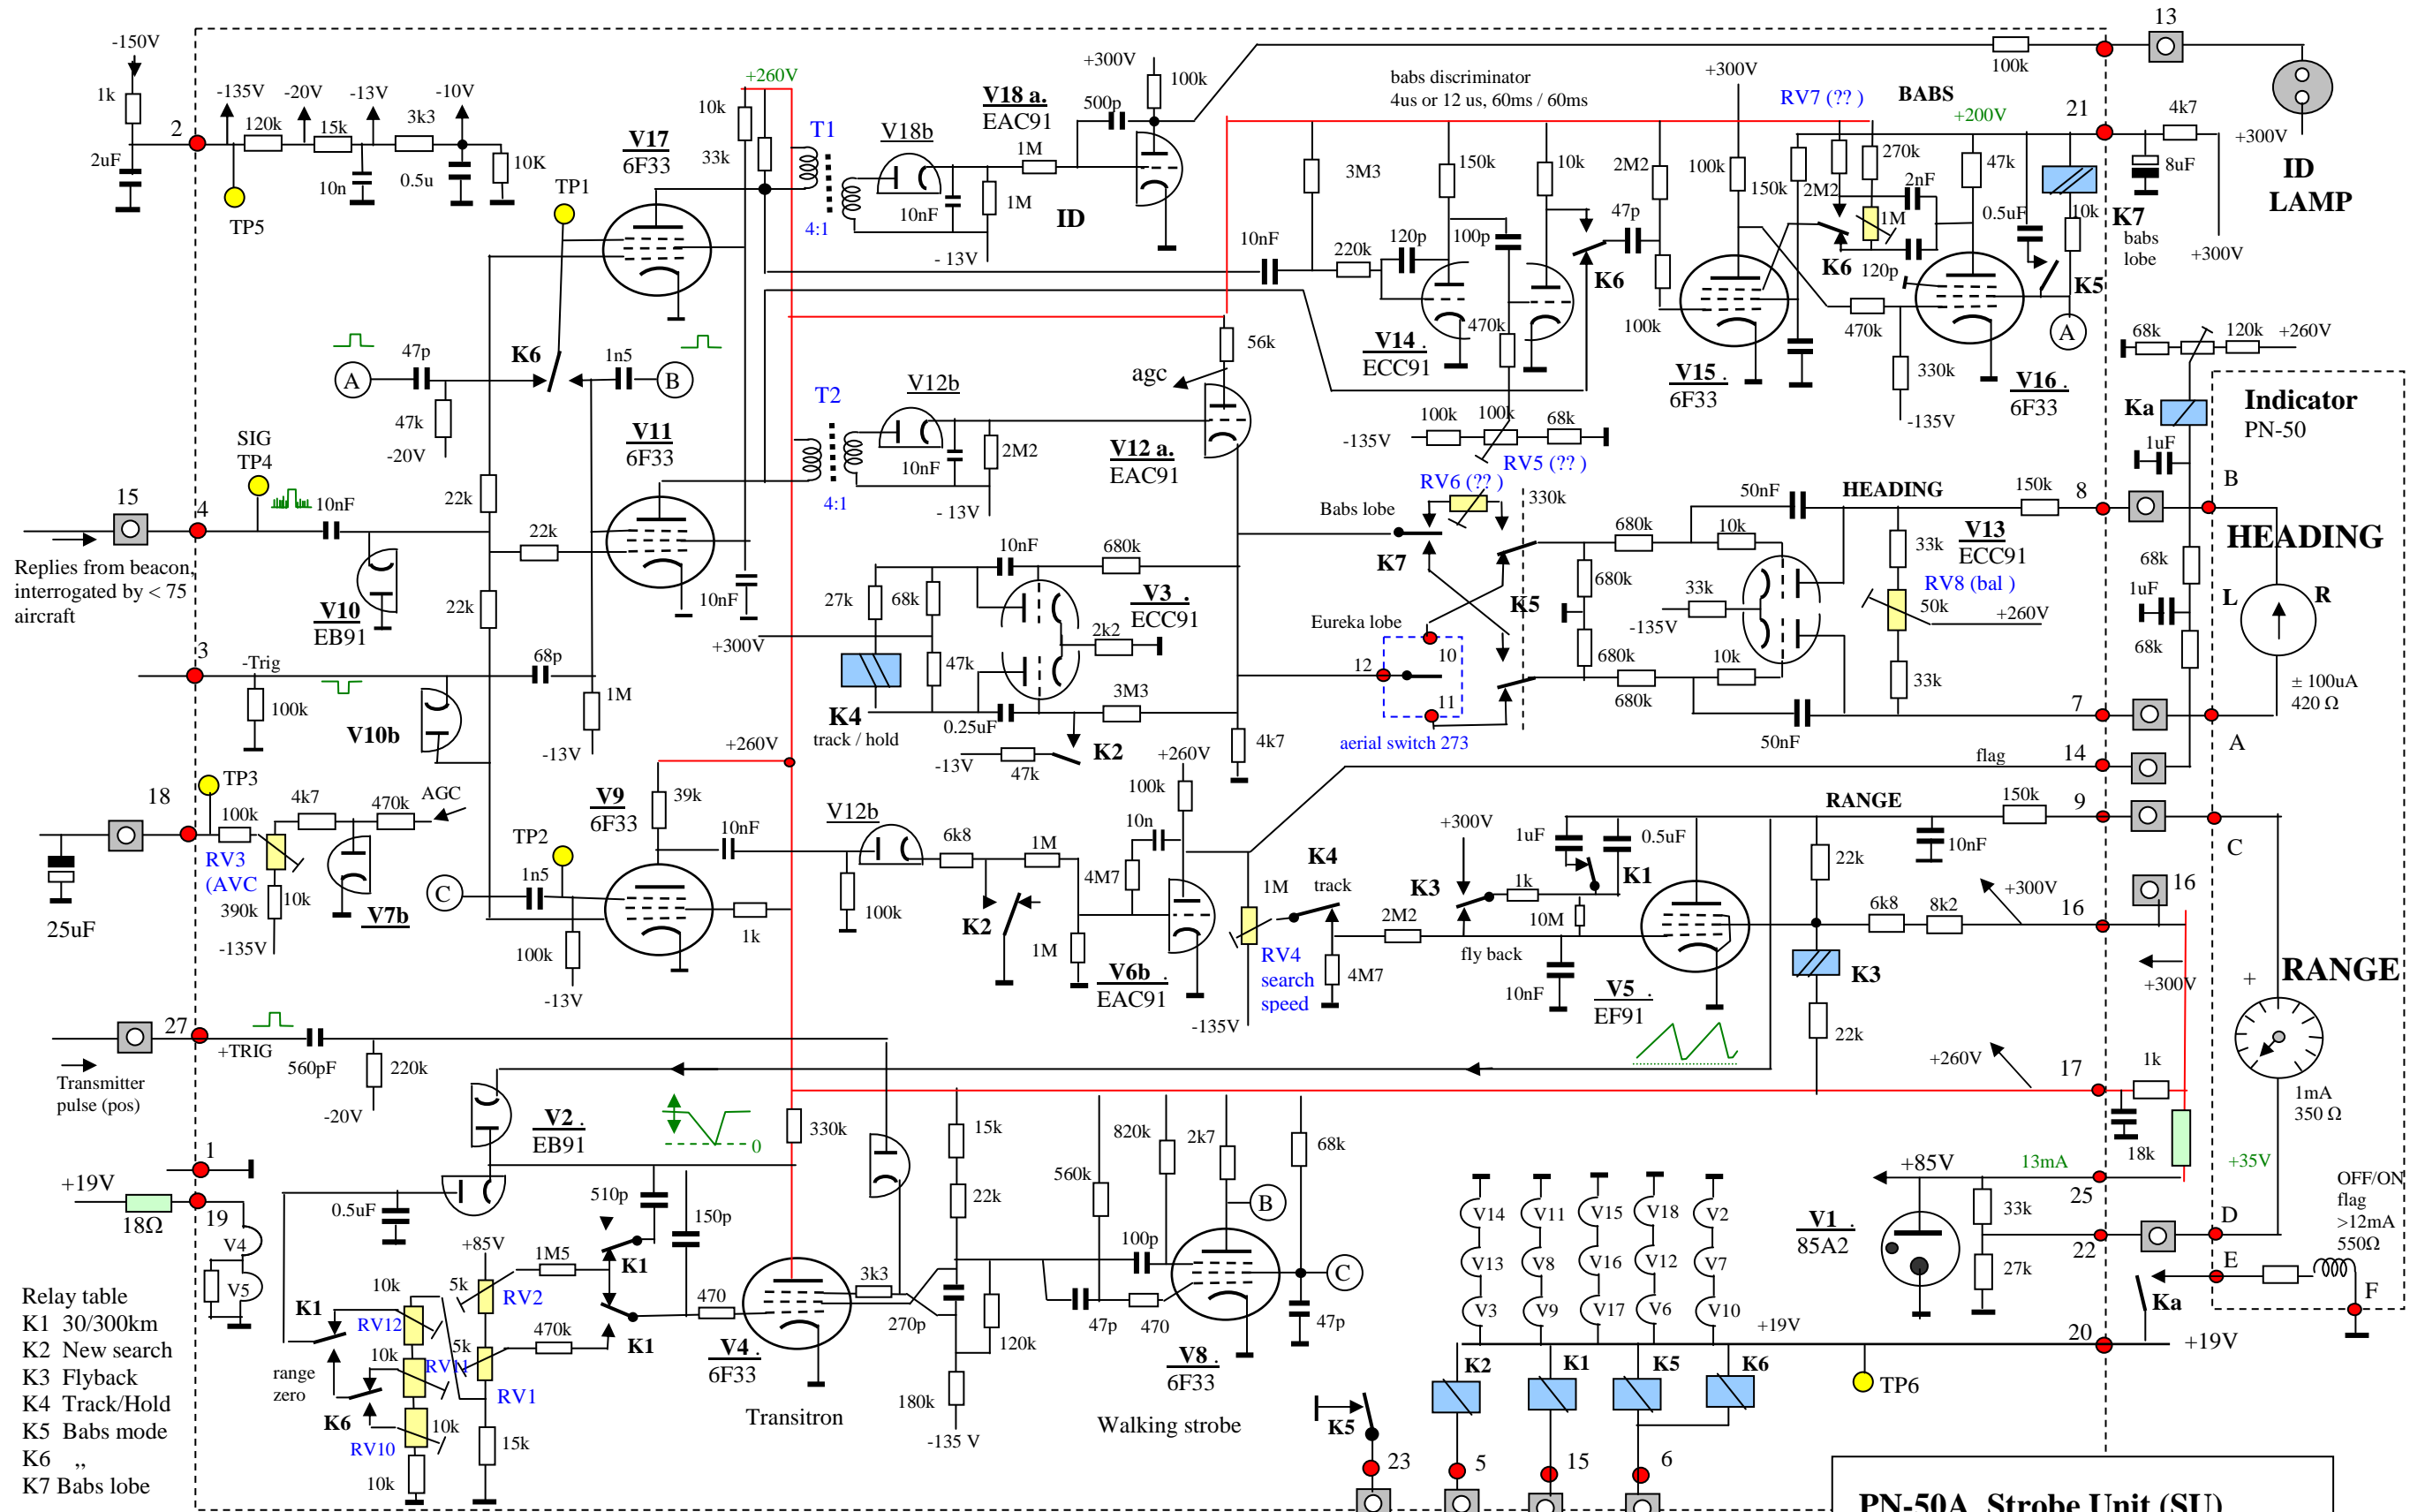 -150V
1k
2
2uF
-135V
-20V
-13V
-10V
120k
15k
3k3
10K
10n
0.5u
TP5
TP1
V17
6F33
+260V
10k
33k
T1
4:1
V18b
V18 a.
EAC91
+300V
100k
500p
1M
10nF
1M
ID
- 13V
babs discriminator
4us or 12 us, 60ms / 60ms
+300V
RV7 (?? )
BABS
+200V
100k
13
21
4k7
+300V
8uF
+300V
ID
LAMP
10nF
3M3
220k
120p
150k
100p
10k
470k
V14 .
ECC91
K6
47p
2M2
100k
100k
150k
V15 .
6F33
2M2
270k
1M
2nF
120p
K6
47k
0.5uF
10k
K7
babs
lobe
K5
A
470k
330k
-135V
V16 .
6F33
A
47p
47k
-20V
K6
1n5
B
SIG
TP4
15
4
10nF
Replies from beacon,
interrogated by < 75
aircraft
V10
EB91
22k
22k
22k
V11
6F33
10nF
T2
4:1
V12b
10nF
2M2
- 13V
agc
56k
V12 a.
EAC91
-135V
100k
100k
68k
RV5 (?? )
RV6 (?? )
330k
Babs lobe
K7
K5
Eureka lobe
12
10
11
aerial switch 273
680k
680k
680k
680k
50nF
10k
33k
-135V
10k
50nF
HEADING
V13
ECC91
33k
RV8 (bal )
50k
+260V
33k
150k
8
7
68k
120k
+260V
Ka
1uF
68k
1uF
68k
Indicator
PN-50
B
HEADING
L
R
± 100uA
420 Ω
A
3
-Trig
100k
V10b
68p
1M
-13V
+300V
27k
68k
10nF
680k
V3 .
ECC91
2k2
47k
K4
track / hold
0.25uF
3M3
-13V
47k
K2
4k7
+260V
18
TP3
100k
4k7
470k
AGC
RV3
(AVC
10k
390k
-135V
V7b
25uF
TP2
C
1n5
100k
-13V
V9
6F33
39k
10nF
1k
V12b
100k
6k8
K2
1M
1M
10n
4M7
+260V
100k
V6b .
EAC91
1M
RV4
search
speed
-135V
K4
track
4M7
2M2
+300V
K3
1uF
0.5uF
1k
K1
10M
fly back
10nF
V5 .
EF91
flag
14
RANGE
150k
9
10nF
22k
+300V
6k8
8k2
16
16
K3
22k
+300V
+260V
17
1k
18k
C
+
RANGE
1mA
350 Ω
27
+TRIG
Transmitter
pulse (pos)
560pF
220k
-20V
V2 .
EB91
0
330k
1
+19V
18Ω
19
V4
V5
0.5uF
+85V
10k
5k
RV2
1M5
K1
RV12
10k
5k
RV11
RV1
470k
K1
range
zero
K6
RV10
10k
10k
15k
510p
150p
K1
470
V4 .
6F33
Transitron
3k3
270p
15k
22k
120k
180k
-135 V
560k
820k
2k7
68k
B
100p
47p
470
C
47p
V8 .
6F33
Walking strobe
V14
V11
V15
V18
V2
V13
V8
V16
V12
V7
V3
V9
V17
V6
V10
+19V
K2
K1
K5
K6
K5
23
5
15
6
TP6
+85V
13mA
25
V1 .
85A2
33k
27k
22
20
+19V
+35V
OFF/ON
flag
>12mA
550Ω
D
E
F
Ka
Relay table
K1 30/300km
K2 New search
K3 Flyback
K4 Track/Hold
K5 Babs mode
K6 „
K7 Babs lobe
PN-50A Strobe Unit (SU)